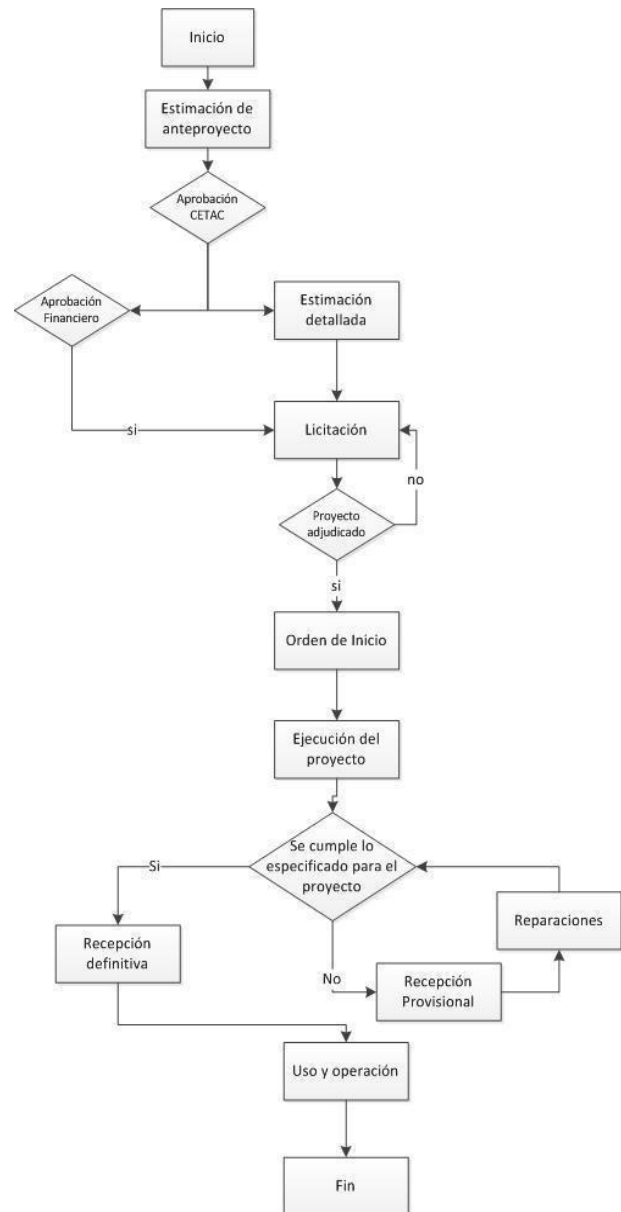 Inicio
Estimación de
anteproyecto
Aprobación
CETAC
Aprobación
Financiero
Estimación
detallada
si
Licitación
no
Proyecto
adjudicado
si
Orden de Inicio
Ejecución del
proyecto
Se cumple lo
especificado para el
proyecto
Si
Reparaciones
Recepción
definitiva
No
Recepción
Provisional
Uso y operación
Fin